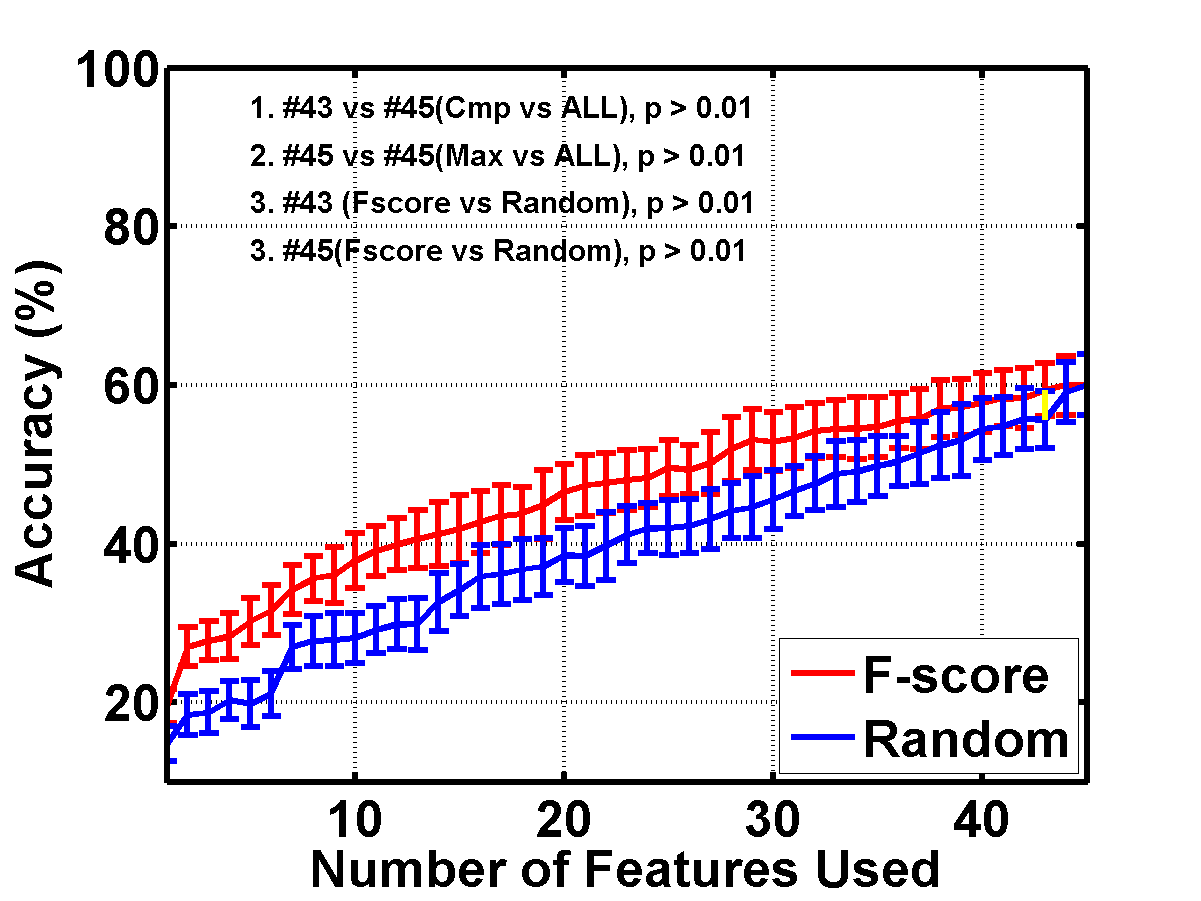 100
80
60
40
20
Accuracy (%)
1. #43 vs #45(Cmp vs ALL), p > 0.01
2. #45 vs #45(Max vs ALL), p > 0.01
3. #43 (Fscore vs Random), p > 0.01
3. #45(Fscore vs Random), p > 0.01
F-score
Random
10 20 30 40
Number of Features Used